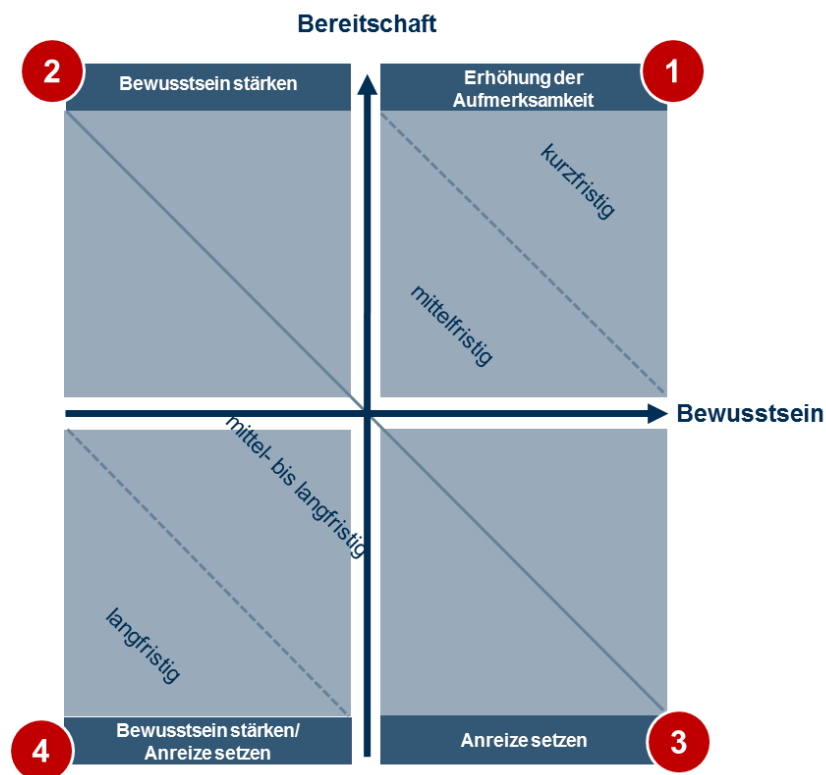 Bereitschaft
2
Bewusstsein stärken
Erhöhung der
Aufmerksamkeit
1
kurzfristig
mittelfristig
Bewusstsein
mittel- bis langfristig
langfristig
4
Bewusstsein stärken/
Anreize setzen
Anreize setzen
3